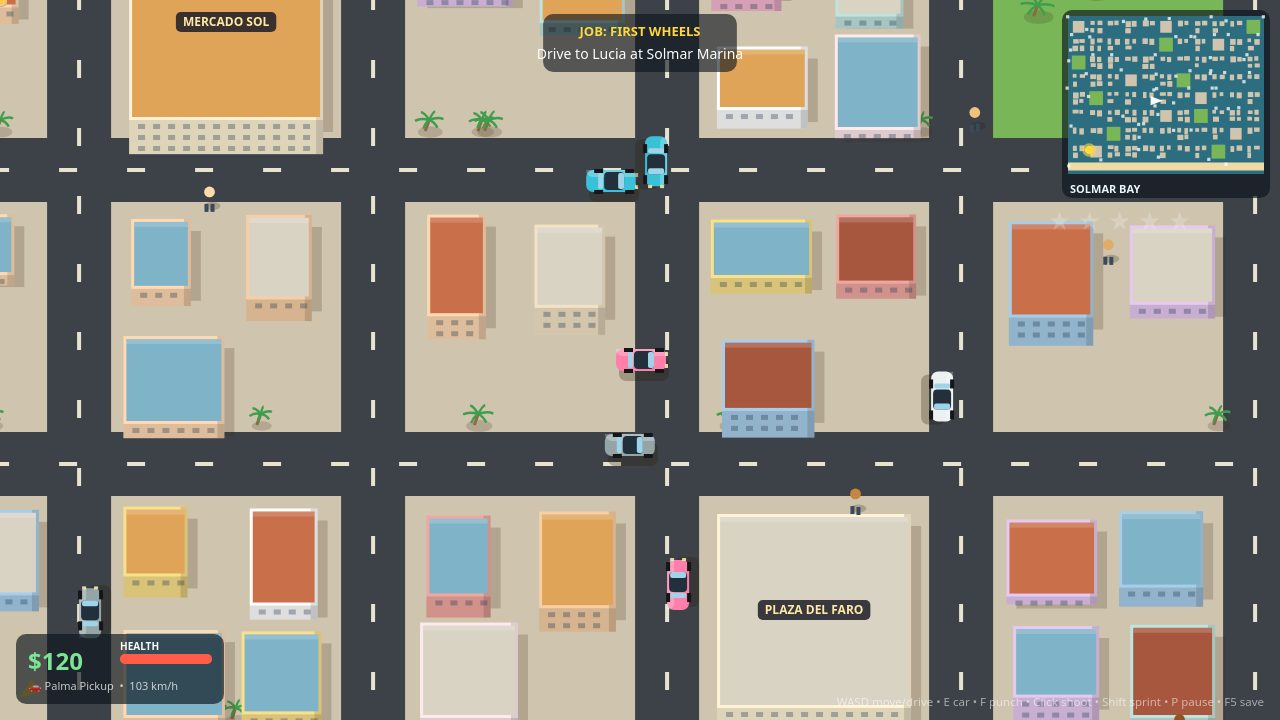 MERCADO SOL
JOB: FIRST WHEELS
Drive to Lucia at Solmar Marina
SOLMAR BAY
PLAZA DEL FARO
HEALTH
$120
Palma Pickup • 103 km/h
WASD move/drive • E car • F punch • Click shoot • Shift sprint • P pause • F5 save